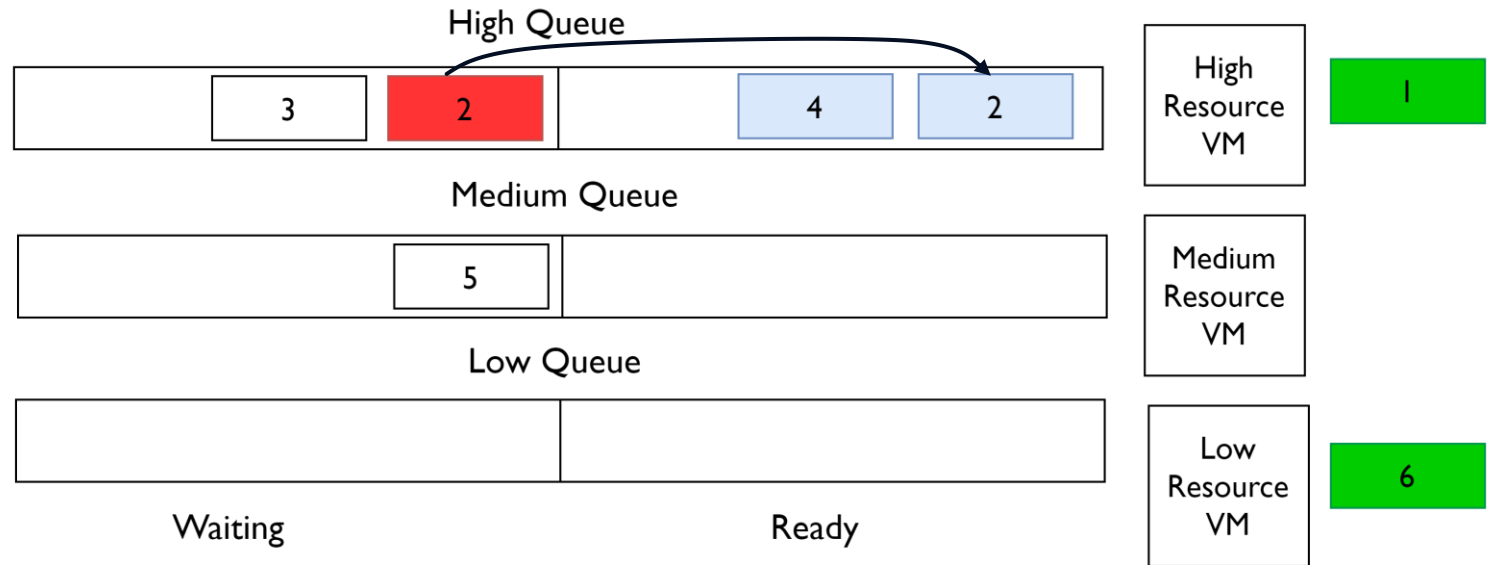 High Queue
3
2
4
2
High
Resource
VM
1
Medium Queue
5
Medium
Resource
VM
Low Queue
Low
Resource
VM
6
Waiting
Ready